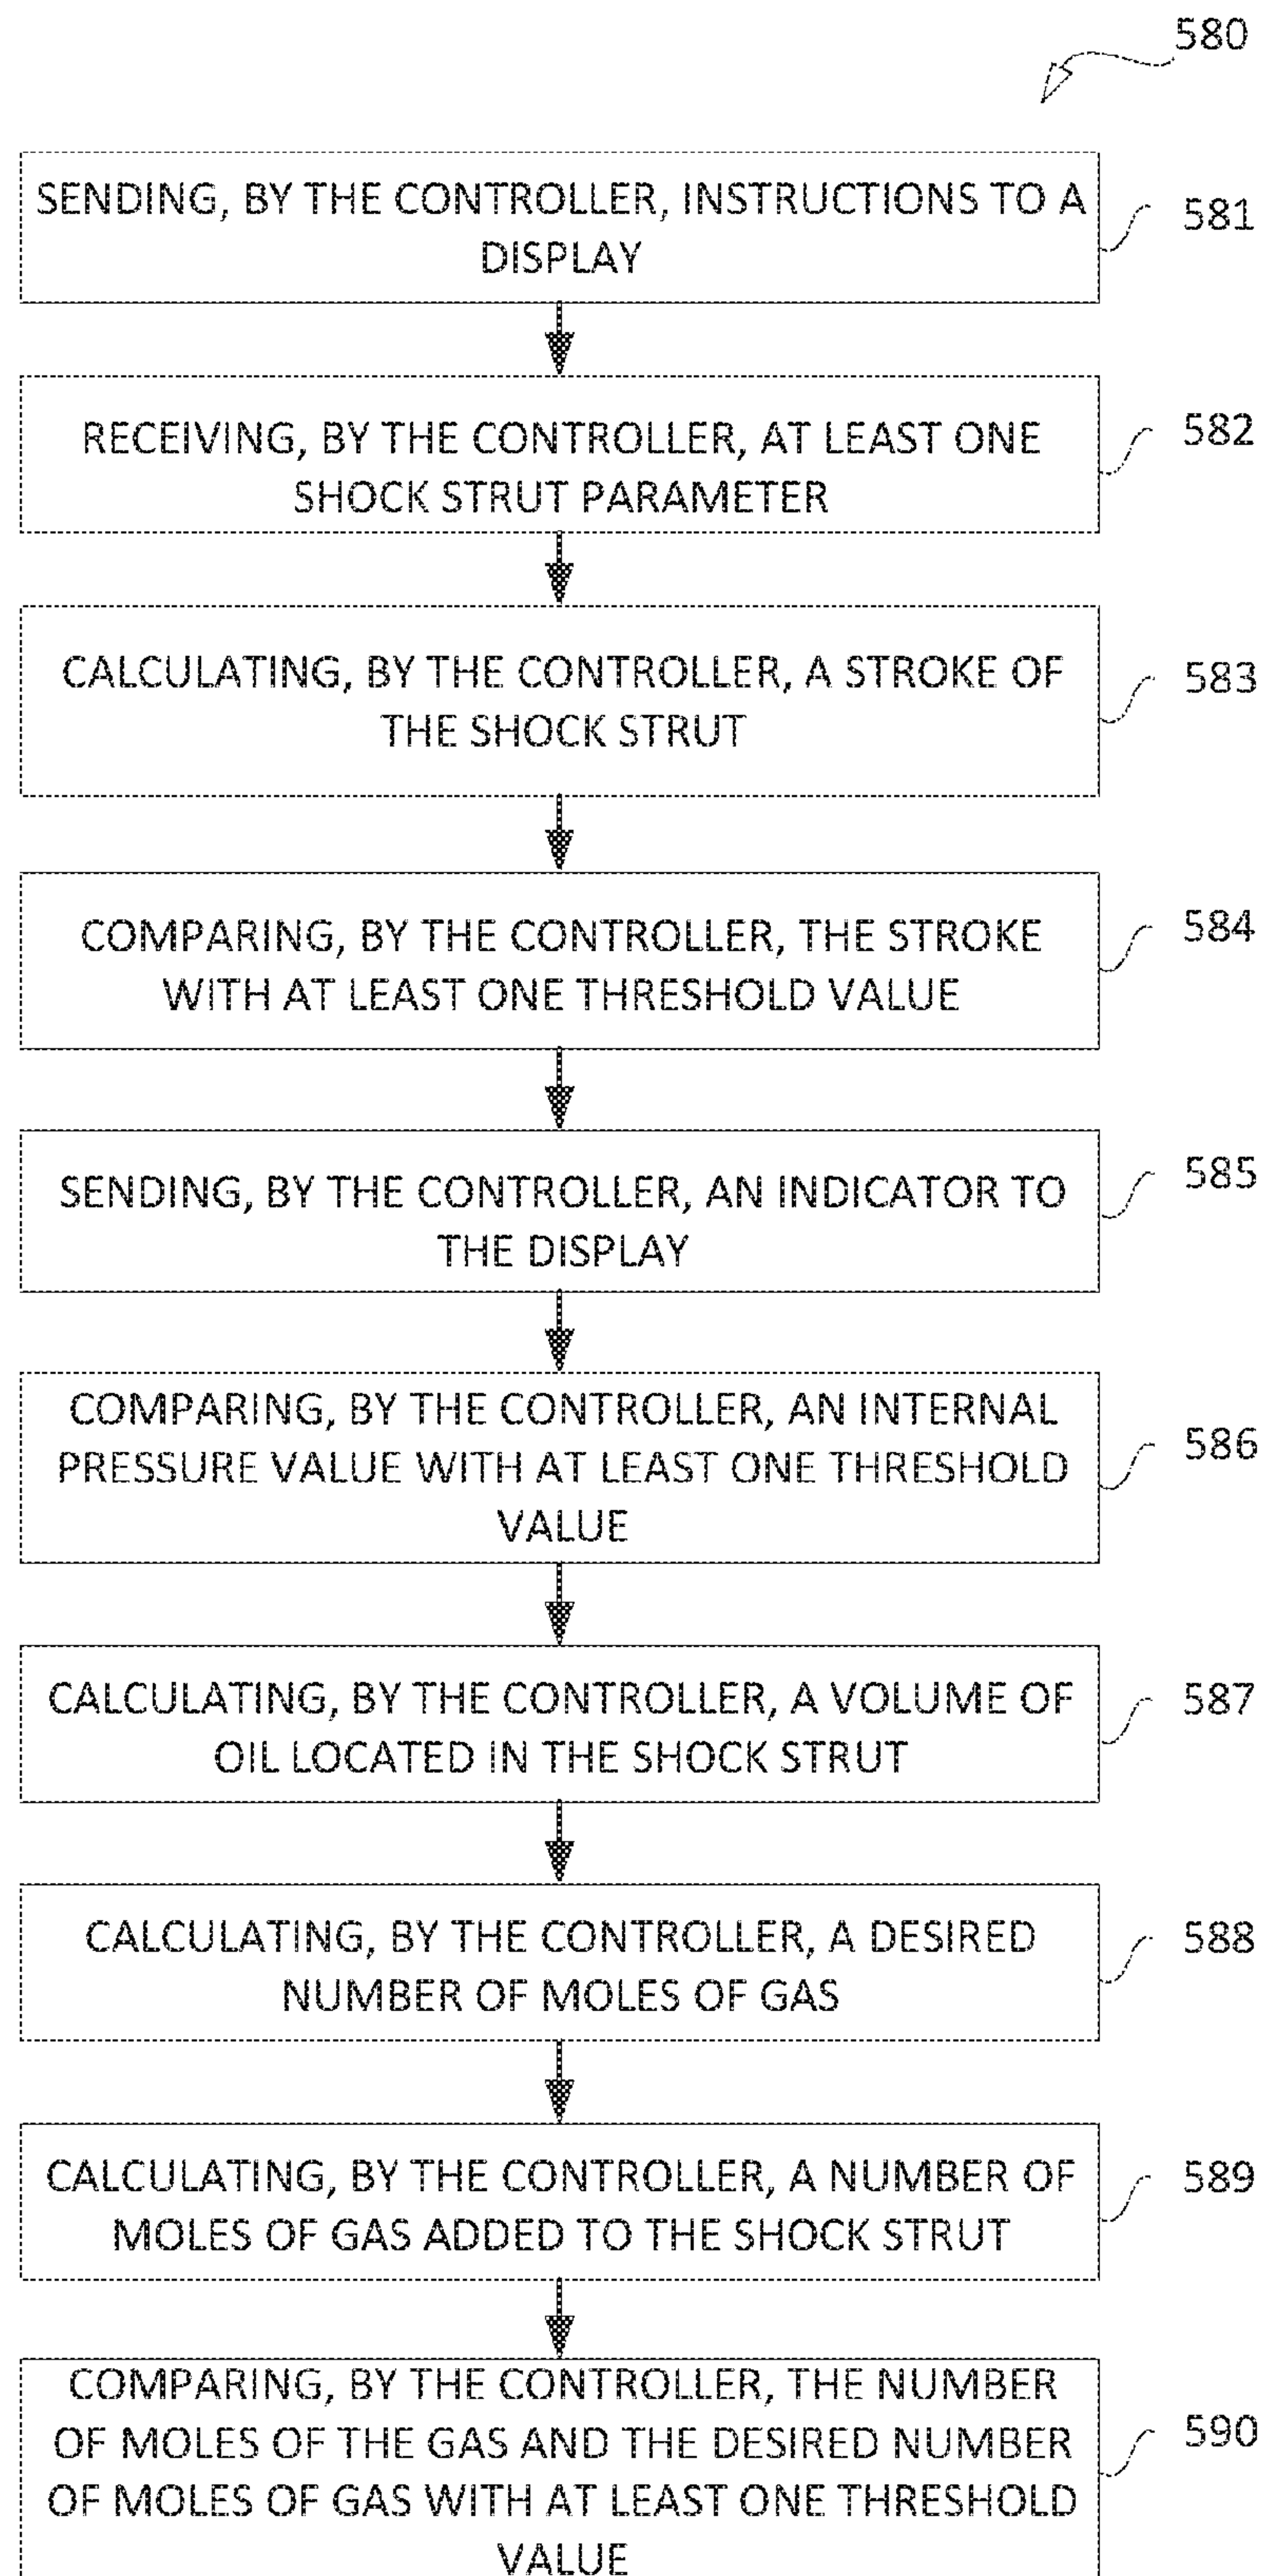 580
SENDING, BY THE CONTROLLER, INSTRUCTIONS TO A
DISPLAY
581
RECEIVING, BY THE CONTROLLER, AT LEAST ONE
SHOCK STRUT PARAMETER
582
CALCULATING, BY THE CONTROLLER, A STROKE OF
THE SHOCK STRUT
583
COMPARING, BY THE CONTROLLER, THE STROKE
WITH AT LEAST ONE THRESHOLD VALUE
584
SENDING, BY THE CONTROLLER, AN INDICATOR TO
THE DISPLAY
585
COMPARING, BY THE CONTROLLER, AN INTERNAL
PRESSURE VALUE WITH AT LEAST ONE THRESHOLD
VALUE
586
CALCULATING, BY THE CONTROLLER, A VOLUME OF
OIL LOCATED IN THE SHOCK STRUT
587
CALCULATING, BY THE CONTROLLER, A DESIRED
NUMBER OF MOLES OF GAS
588
CALCULATING, BY THE CONTROLLER, A NUMBER OF
MOLES OF GAS ADDED TO THE SHOCK STRUT
589
COMPARING, BY THE CONTROLLER, THE NUMBER
OF MOLES OF THE GAS AND THE DESIRED NUMBER
OF MOLES OF GAS WITH AT LEAST ONE THRESHOLD
VALUE
590